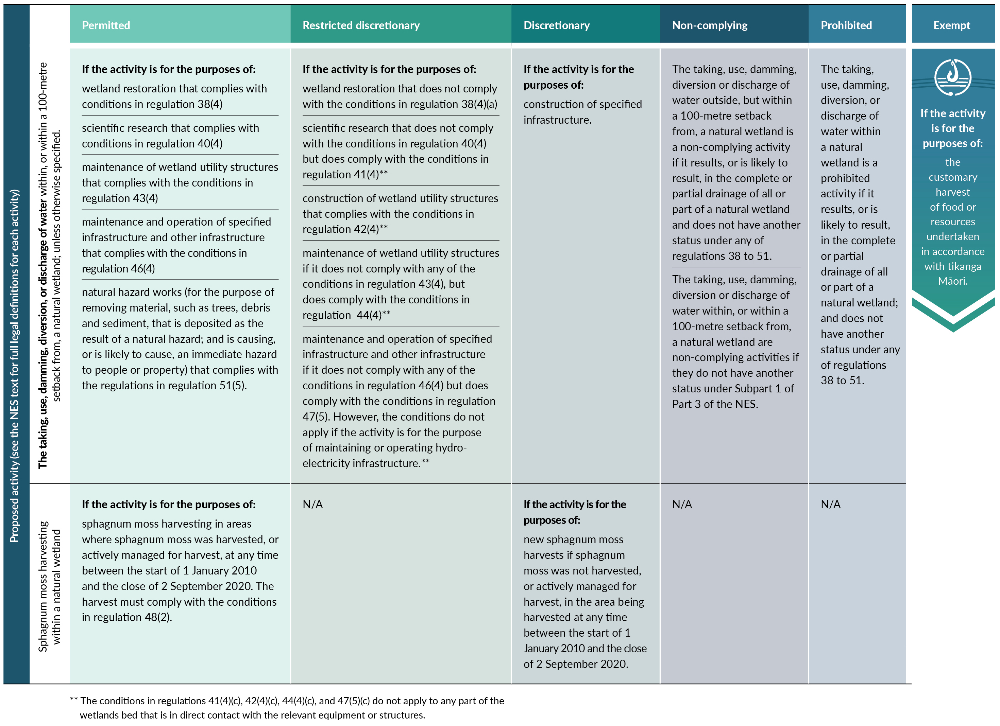 Permitted
Restricted discretionary
Discretionary
Non-complying
Prohibited
Exempt
Proposed activity (see the NES text for full legal definitions for each activity)
The taking, use, damming, diversion, or discharge of water within, or within a 100-metre
setback from, a natural wetland; unless otherwise specified.
If the activity is for the purposes of:
wetland restoration that complies with
conditions in regulation 38(4)
scientific research that complies with
conditions in regulation 40(4)
maintenance of wetland utility structures
that complies with the conditions in
regulation 43(4)
maintenance and operation of specified
infrastructure and other infrastructure
that complies with the conditions in
regulation 46(4)
natural hazard works (for the purpose of
removing material, such as trees, debris
and sediment, that is deposited as the
result of a natural hazard; and is causing,
or is likely to cause, an immediate hazard
to people or property) that complies with
the regulations in regulation 51(5).
If the activity is for the purposes of:
wetland restoration that does not comply
with the conditions in regulation 38(4)(a)
scientific research that does not comply
with the conditions in regulation 40(4)
but does comply with the conditions in
regulation 41(4)**
construction of wetland utility structures
that complies with the conditions in
regulation 42(4)**
maintenance of wetland utility structures
if it does not comply with any of the
conditions in regulation 43(4), but
does comply with the conditions in
regulation 44(4)**
maintenance and operation of specified
infrastructure and other infrastructure
if it does not comply with any of the
conditions in regulation 46(4) but does
comply with the conditions in regulation
47(5). However, the conditions do not
apply if the activity is for the purpose
of maintaining or operating hydro-
electricity infrastructure.**
If the activity is for the
purposes of:
construction of specified
infrastructure.
The taking, use, damming,
diversion or discharge of
water outside, but within
a 100-metre setback
from, a natural wetland is
a non-complying activity
if it results, or is likely to
result, in the complete or
partial drainage of all or
part of a natural wetland
and does not have another
status under any of
regulations 38 to 51.
The taking, use, damming,
diversion or discharge of
water within, or within a
100-metre setback from,
a natural wetland are
non-complying activities if
they do not have another
status under Subpart 1 of
Part 3 of the NES.
The taking,
use, damming,
diversion, or
discharge of
water within
a natural
wetland is a
prohibited
activity if it
results, or is
likely to result,
in the complete
or partial
drainage of all
or part of a
natural wetland;
and does not
have another
status under any
of regulations
38 to 51.
If the activity
is for the
purposes of:
the
customary
harvest
of food or
resources
undertaken
in accordance
with tikanga
Māori.
Sphagnum moss harvesting
within a natural wetland
If the activity is for the purposes of:
sphagnum moss harvesting in areas
where sphagnum moss was harvested, or
actively managed for harvest, at any time
between the start of 1 January 2010
and the close of 2 September 2020. The
harvest must comply with the conditions
in regulation 48(2).
N/A
If the activity is for the
purposes of:
new sphagnum moss
harvests if sphagnum
moss was not harvested,
or actively managed for
harvest, in the area being
harvested at any time
between the start of 1
January 2010 and the close
of 2 September 2020.
N/A
N/A
** The conditions in regulations 41(4)(c), 42(4)(c), 44(4)(c), and 47(5)(c) do not apply to any part of the
wetlands bed that is in direct contact with the relevant equipment or structures.